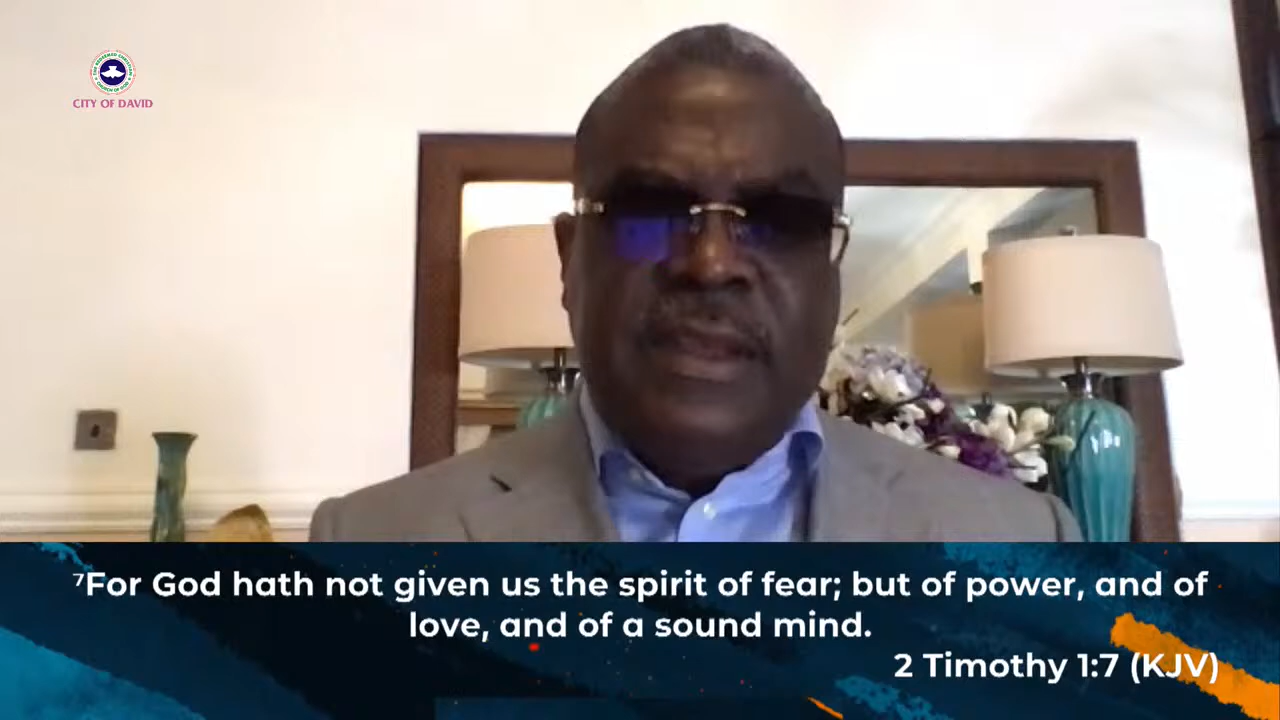 CITY OF DAVID
⁷For God hath not given us the spirit of fear; but of power, and of
love, and of a sound mind.
2 Timothy 1:7 (KJV)